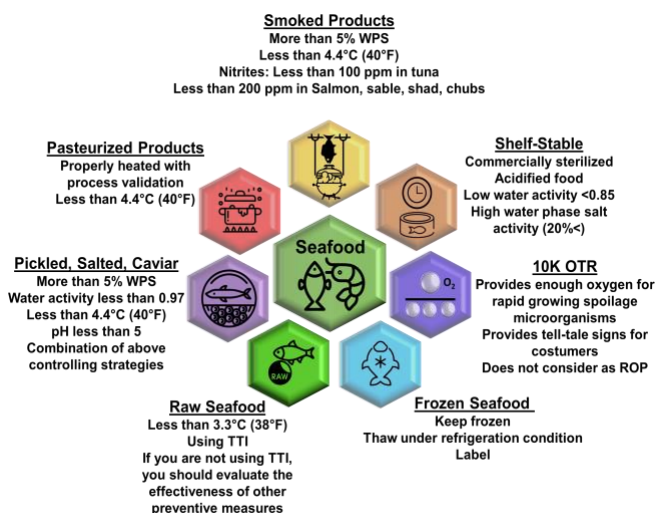 Smoked Products
More than 5% WPS
Less than 4.4°C (40°F)
Nitrites: Less than 100 ppm in tuna
Less than 200 ppm in Salmon, sable, shad, chubs
Pasteurized Products
Properly heated with
process validation
Less than 4.4°C (40°F)
Shelf-Stable
Commercially sterilized
Acidified food
Low water activity <0.85
High water phase salt
activity (20%<)
Seafood
Pickled, Salted, Caviar
More than 5% WPS
Water activity less than 0.97
Less than 4.4°C (40°F)
pH less than 5
Combination of above
controlling strategies
O₂
10K OTR
Provides enough oxygen for
rapid growing spoilage
microorganisms
Provides tell-tale signs for
costumers
Does not consider as ROP
RAW
Raw Seafood
Less than 3.3°C (38°F)
Using TTI
If you are not using TTI,
you should evaluate the
effectiveness of other
preventive measures
Frozen Seafood
Keep frozen
Thaw under refrigeration condition
Label